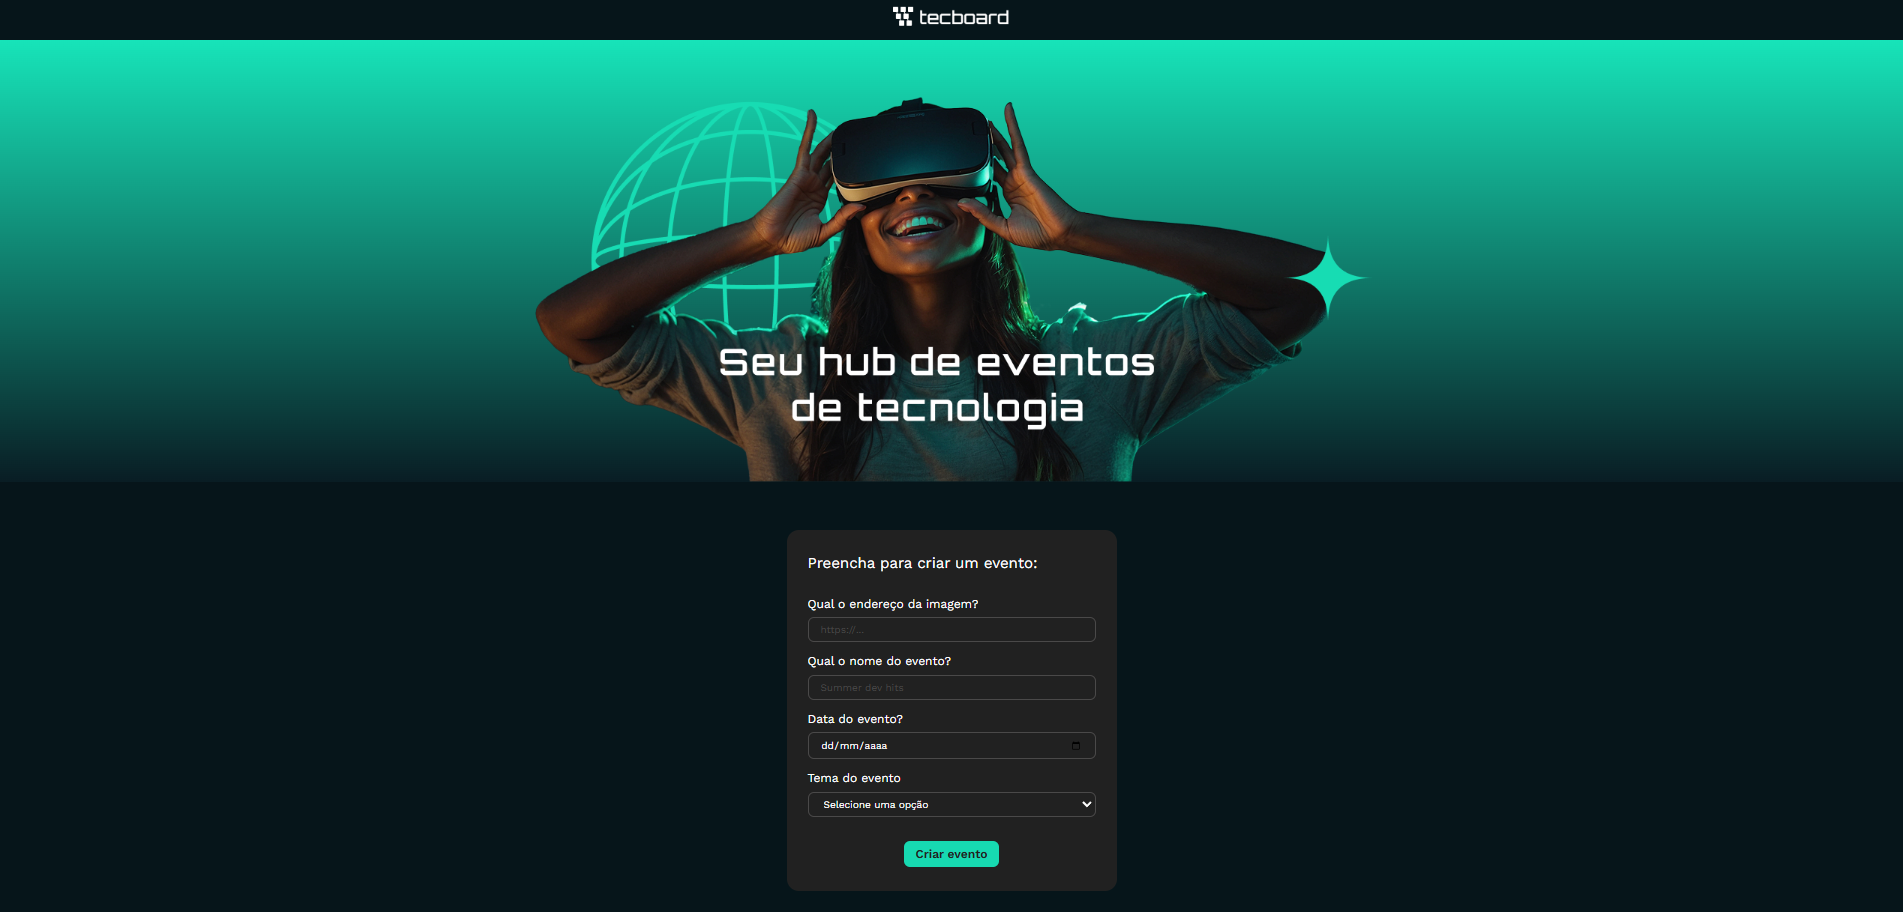 tecboard
Seu hub de eventos
de tecnologia
Preencha para criar um evento:
Qual o endereço da imagem?
https://...
Qual o nome do evento?
Summer dev hits
Data do evento?
dd/mm/aaaa
Tema do evento
Selecione uma opção
Criar evento